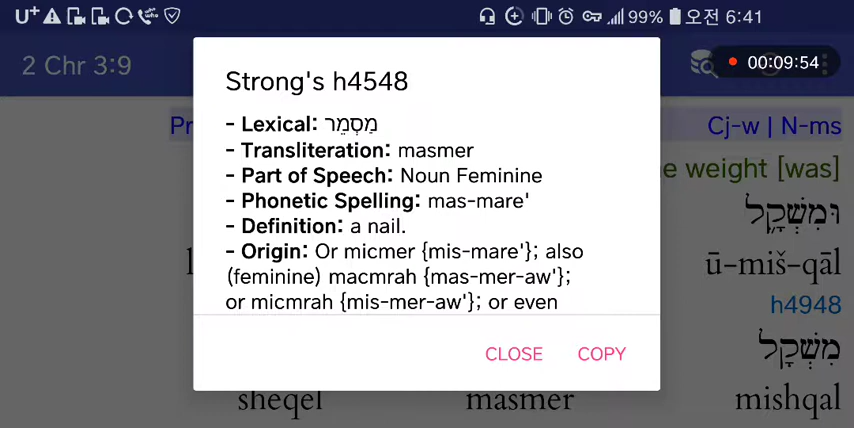 U+ 99% 오전 6:41
2 Chr 3:9
00:09:54
Strong's h4548
- Lexical: מַסְמֵר
- Transliteration: masmer
- Part of Speech: Noun Feminine
- Phonetic Spelling: mas-mare'
- Definition: a nail.
- Origin: Or micmer {mis-mare'}; also
(feminine) macmrah {mas-mer-aw'};
or micmrah {mis-mer-aw'}; or even
CLOSE COPY
Pr
Cj-w | N-ms
e weight [was]
וּמִשְׁקָ֧ל
ū-miš-qāl
h4948
מִשְׁקָל
sheqel masmer mishqal